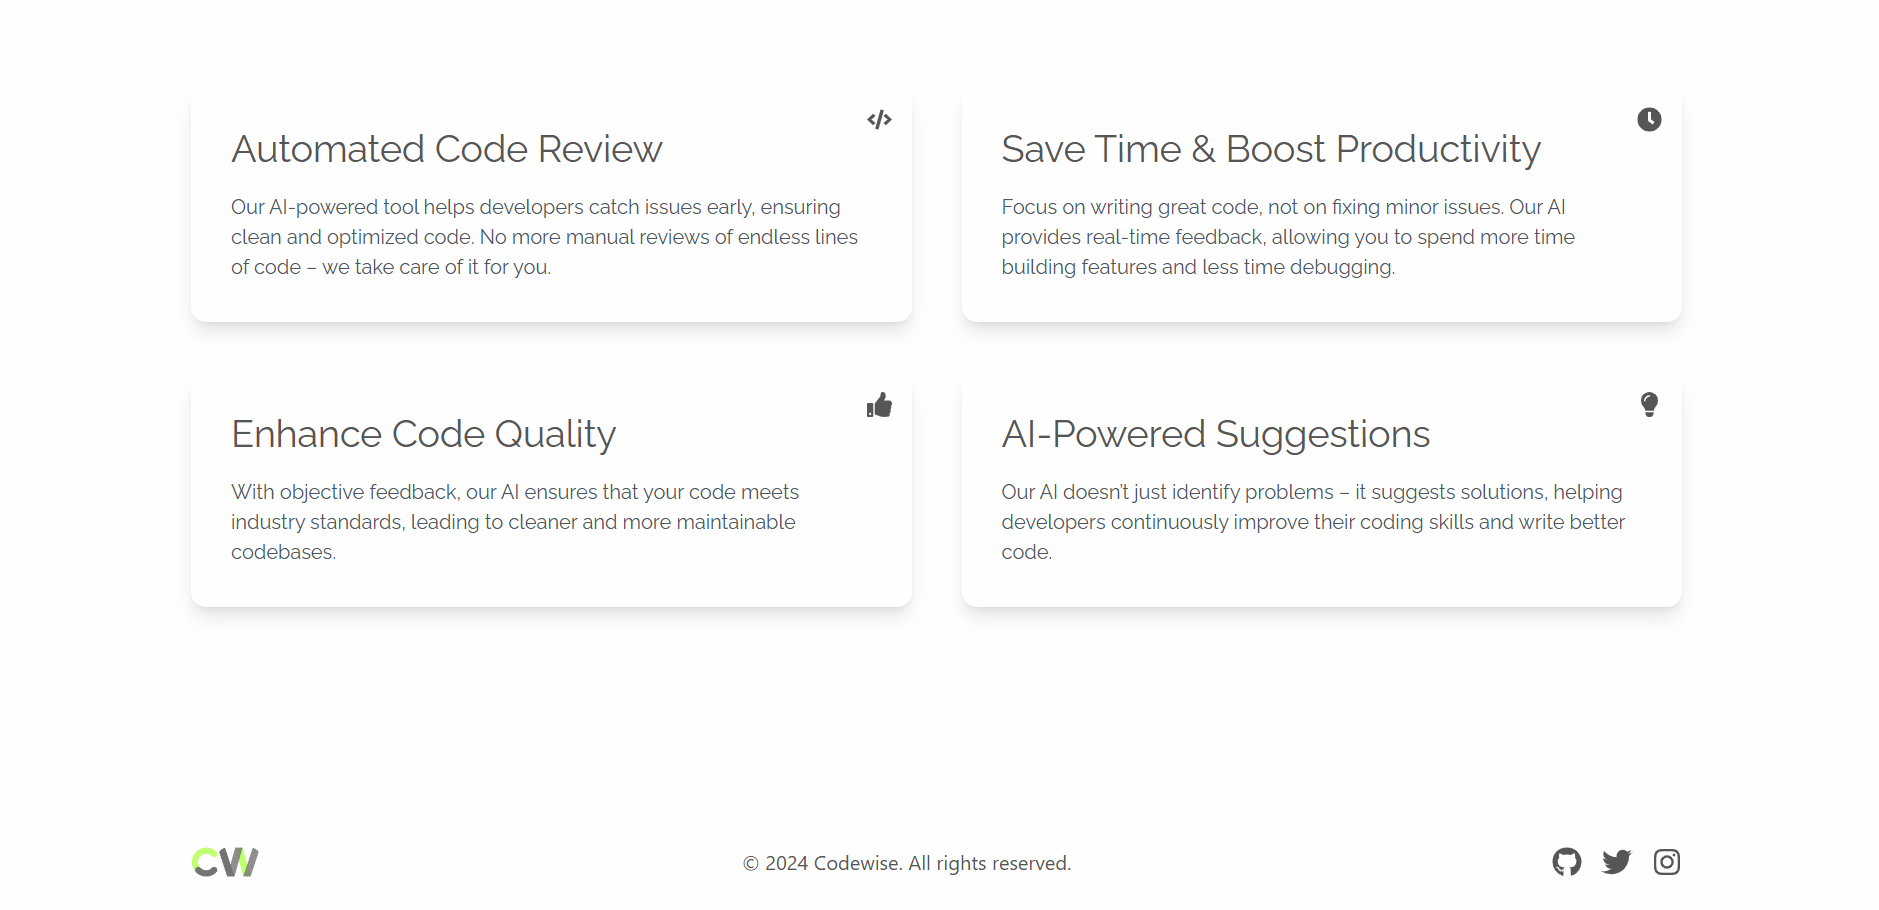 Automated Code Review
Our AI-powered tool helps developers catch issues early, ensuring
clean and optimized code. No more manual reviews of endless lines
of code – we take care of it for you.
Save Time & Boost Productivity
Focus on writing great code, not on fixing minor issues. Our AI
provides real-time feedback, allowing you to spend more time
building features and less time debugging.
Enhance Code Quality
With objective feedback, our AI ensures that your code meets
industry standards, leading to cleaner and more maintainable
codebases.
AI-Powered Suggestions
Our AI doesn't just identify problems – it suggests solutions, helping
developers continuously improve their coding skills and write better
code.
CW
© 2024 Codewise. All rights reserved.